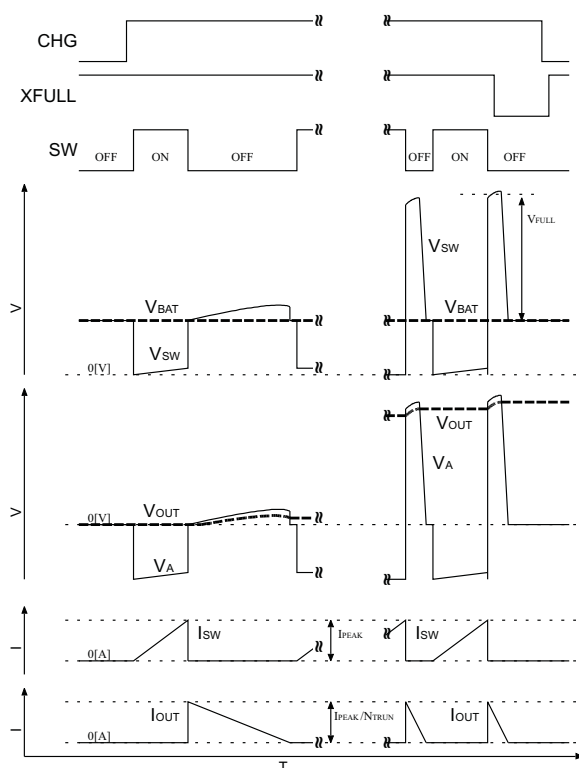 CHG
XFULL
SW
OFF ON OFF OFF ON OFF
VFULL
VSW
VBAT VBAT
V
VSW
0[V]
VOUT
VA
V
VOUT
0[V]
VA
ISW IPEAK ISW
I
0[A]
IOUT IPEAK/NTRUN IOUT
I
0[A]
T